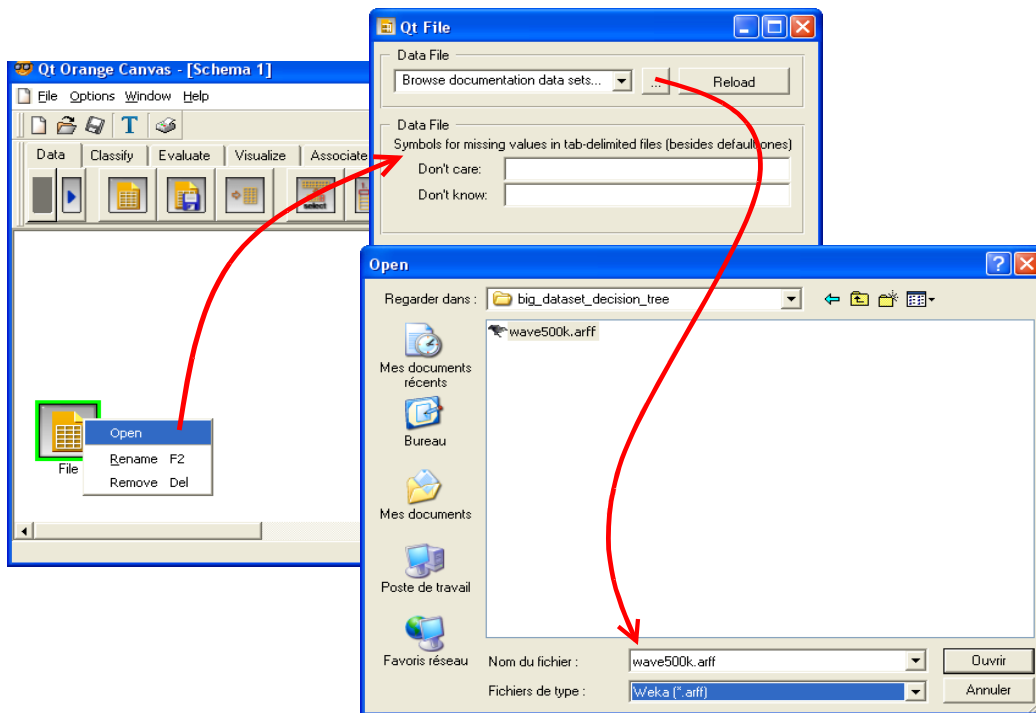 Qt Orange Canvas - [Schema 1]
File Options Window Help
T
Data Classify Evaluate Visualize Associate
select
File
Open
Rename F2
Remove Del
Qt File
Data File
Browse documentation data sets... ... Reload
Data File
Symbols for missing values in tab-delimited files (besides default ones)
Don't care:
Don't know:
Open
Regarder dans : big_dataset_decision_tree
wave500k.arff
Mes documents
récents
Bureau
Mes documents
Poste de travail
Favoris réseau
Nom du fichier : wave500k.arff Ouvrir
Fichiers de type : Weka (*.arff) Annuler